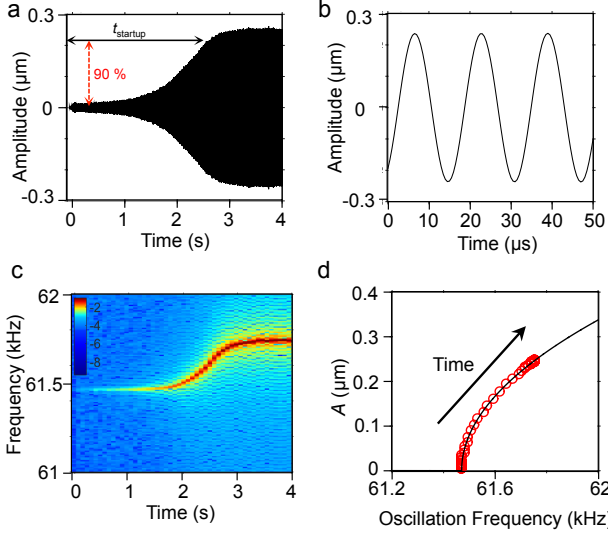 a
t startup
90 %
Amplitude (µm)
0.3
0
-0.3
0 1 2 3 4
Time (s)
b
Amplitude (µm)
0.3
0
-0.3
0 10 20 30 40 50
Time (µs)
c
Frequency (kHz)
62
61.5
61
-2
-4
-6
-8
0 1 2 3 4
Time (s)
d
A (µm)
0.4
0.3
0.2
0.1
0
Time
61.2 61.6 62
(kHz)
Oscillation Frequency